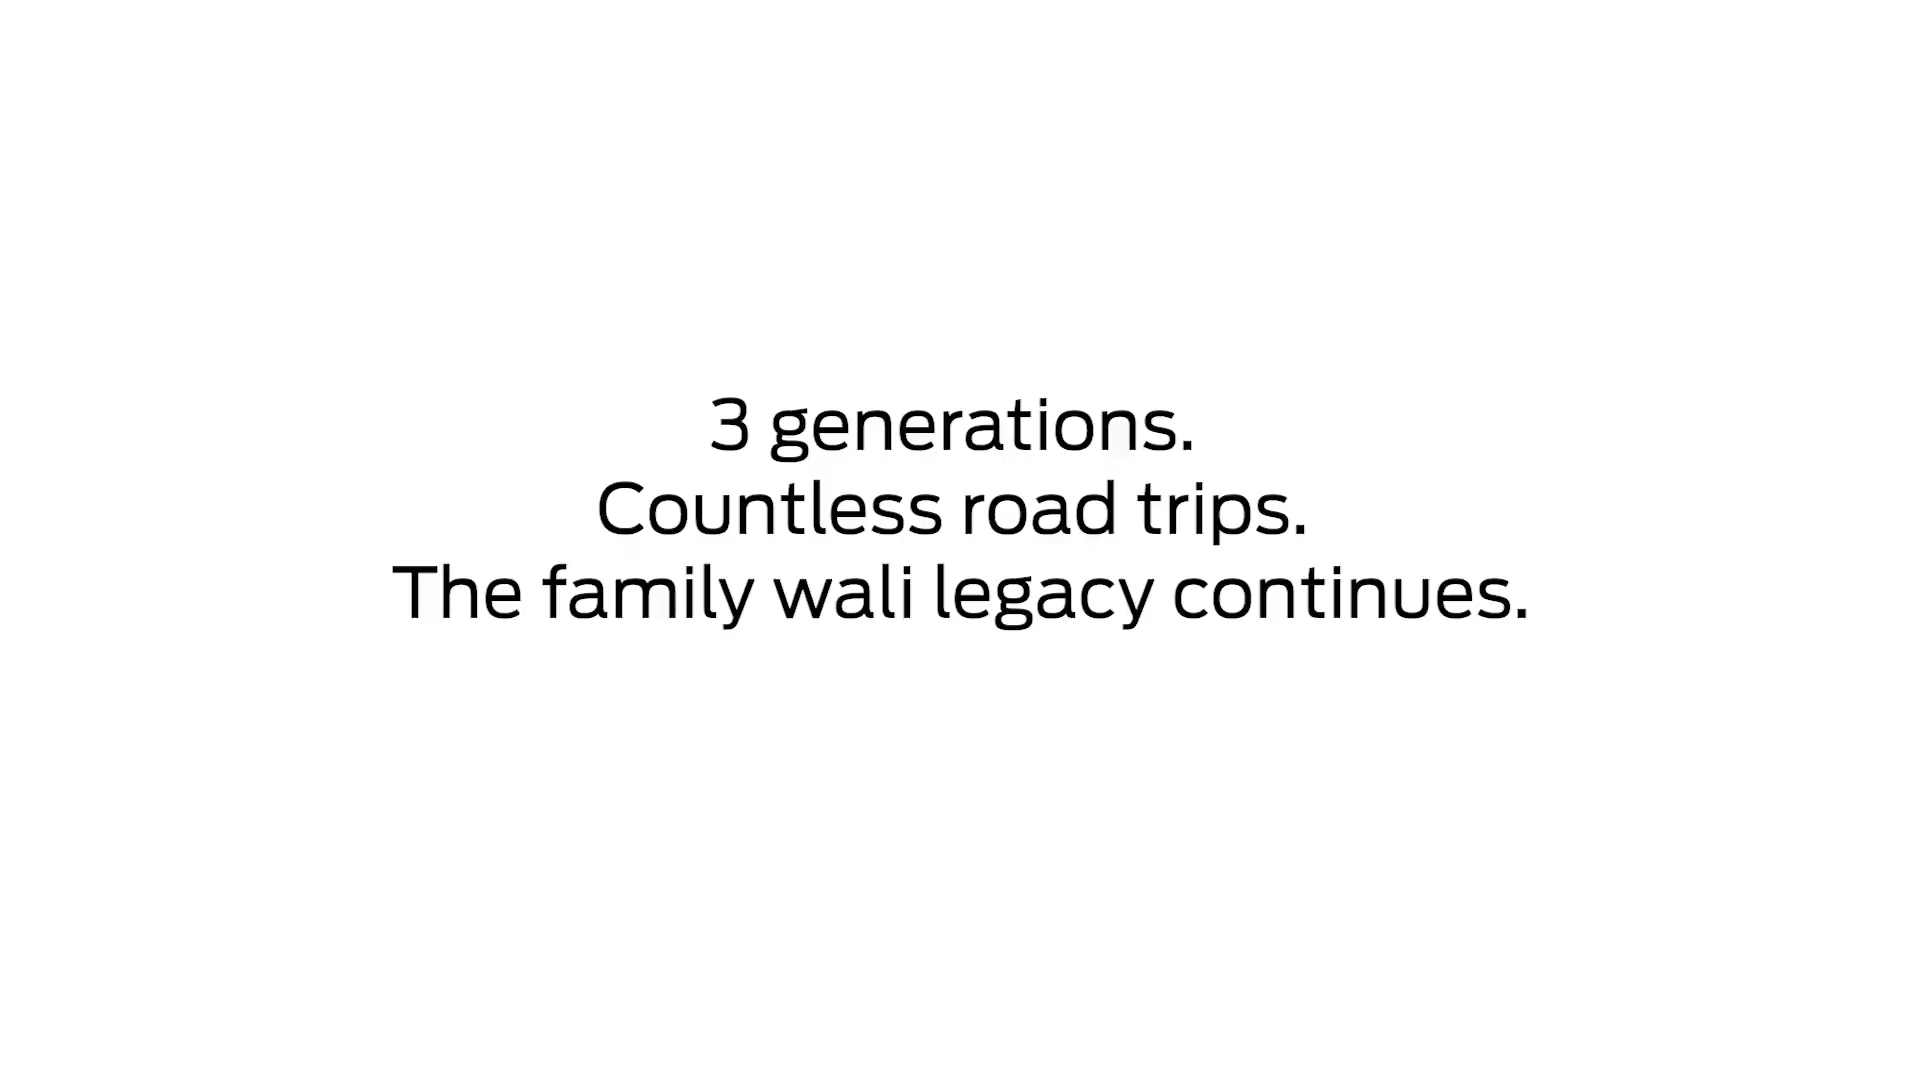 3 generations.
Countless road trips.
The family wali legacy continues.